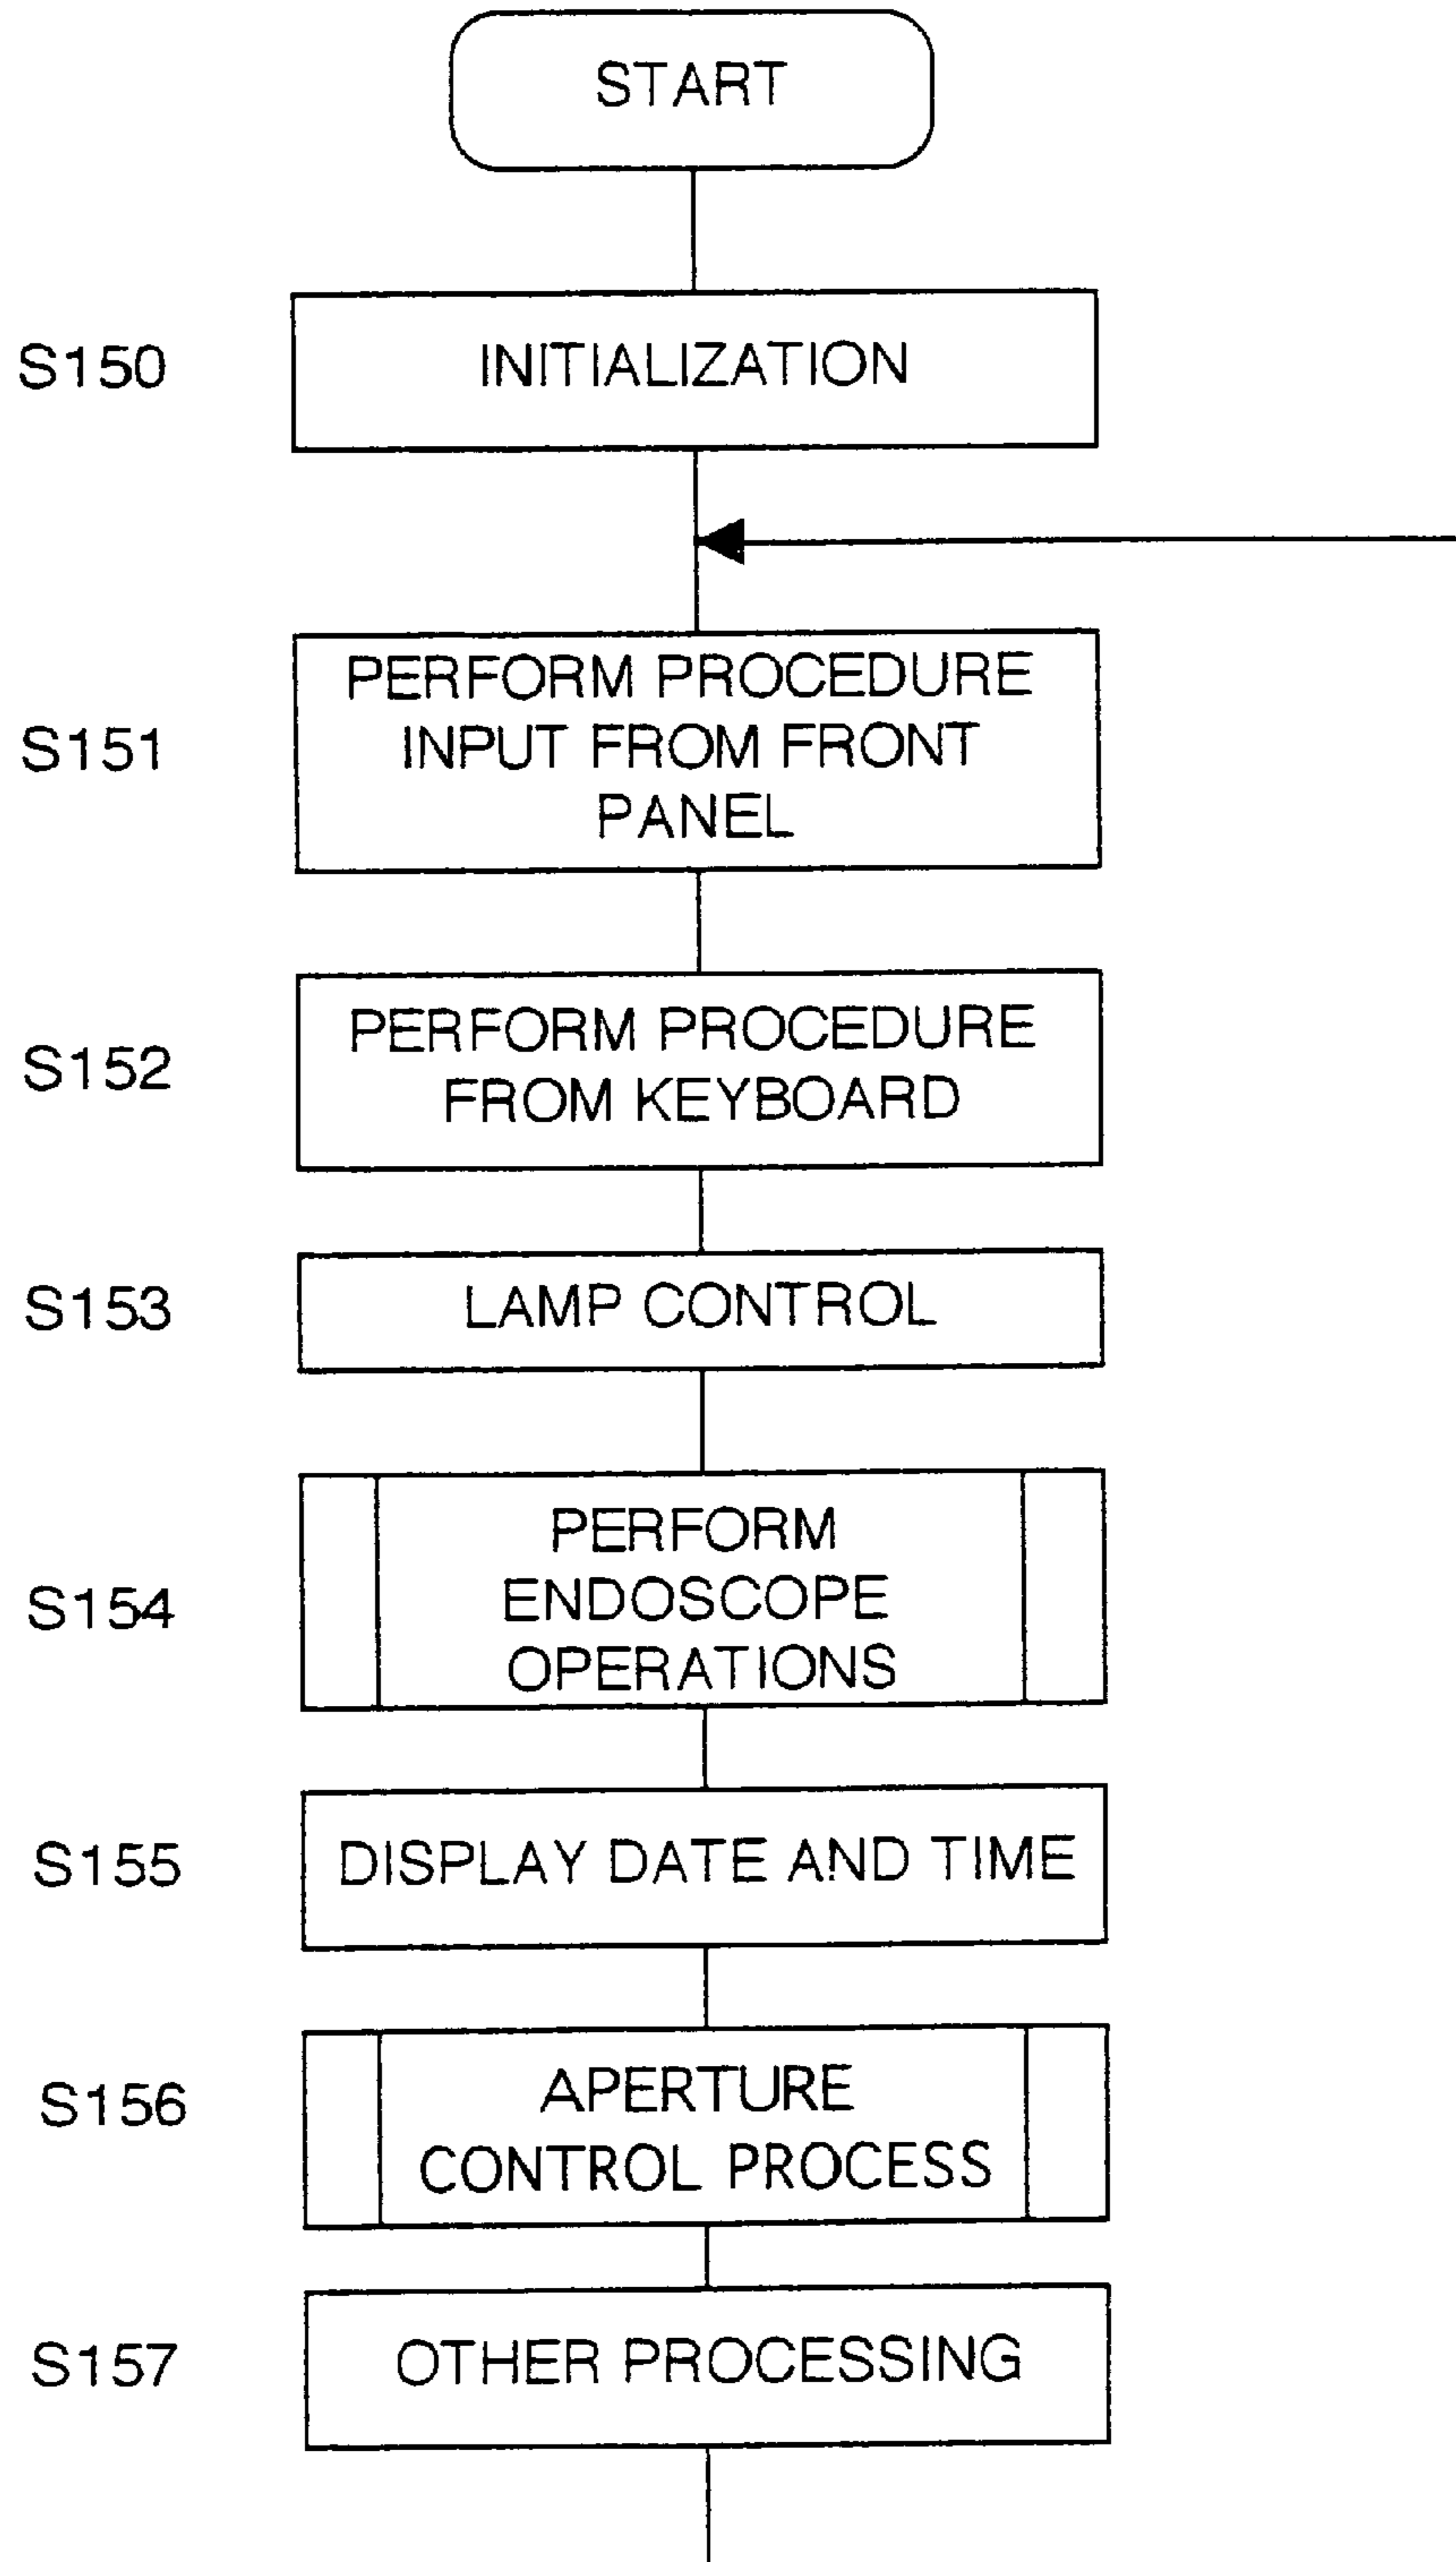 START
S150
INITIALIZATION
S151
PERFORM PROCEDURE
INPUT FROM FRONT
PANEL
S152
PERFORM PROCEDURE
FROM KEYBOARD
S153
LAMP CONTROL
S154
PERFORM
ENDOSCOPE
OPERATIONS
S155
DISPLAY DATE AND TIME
S156
APERTURE
CONTROL PROCESS
S157
OTHER PROCESSING